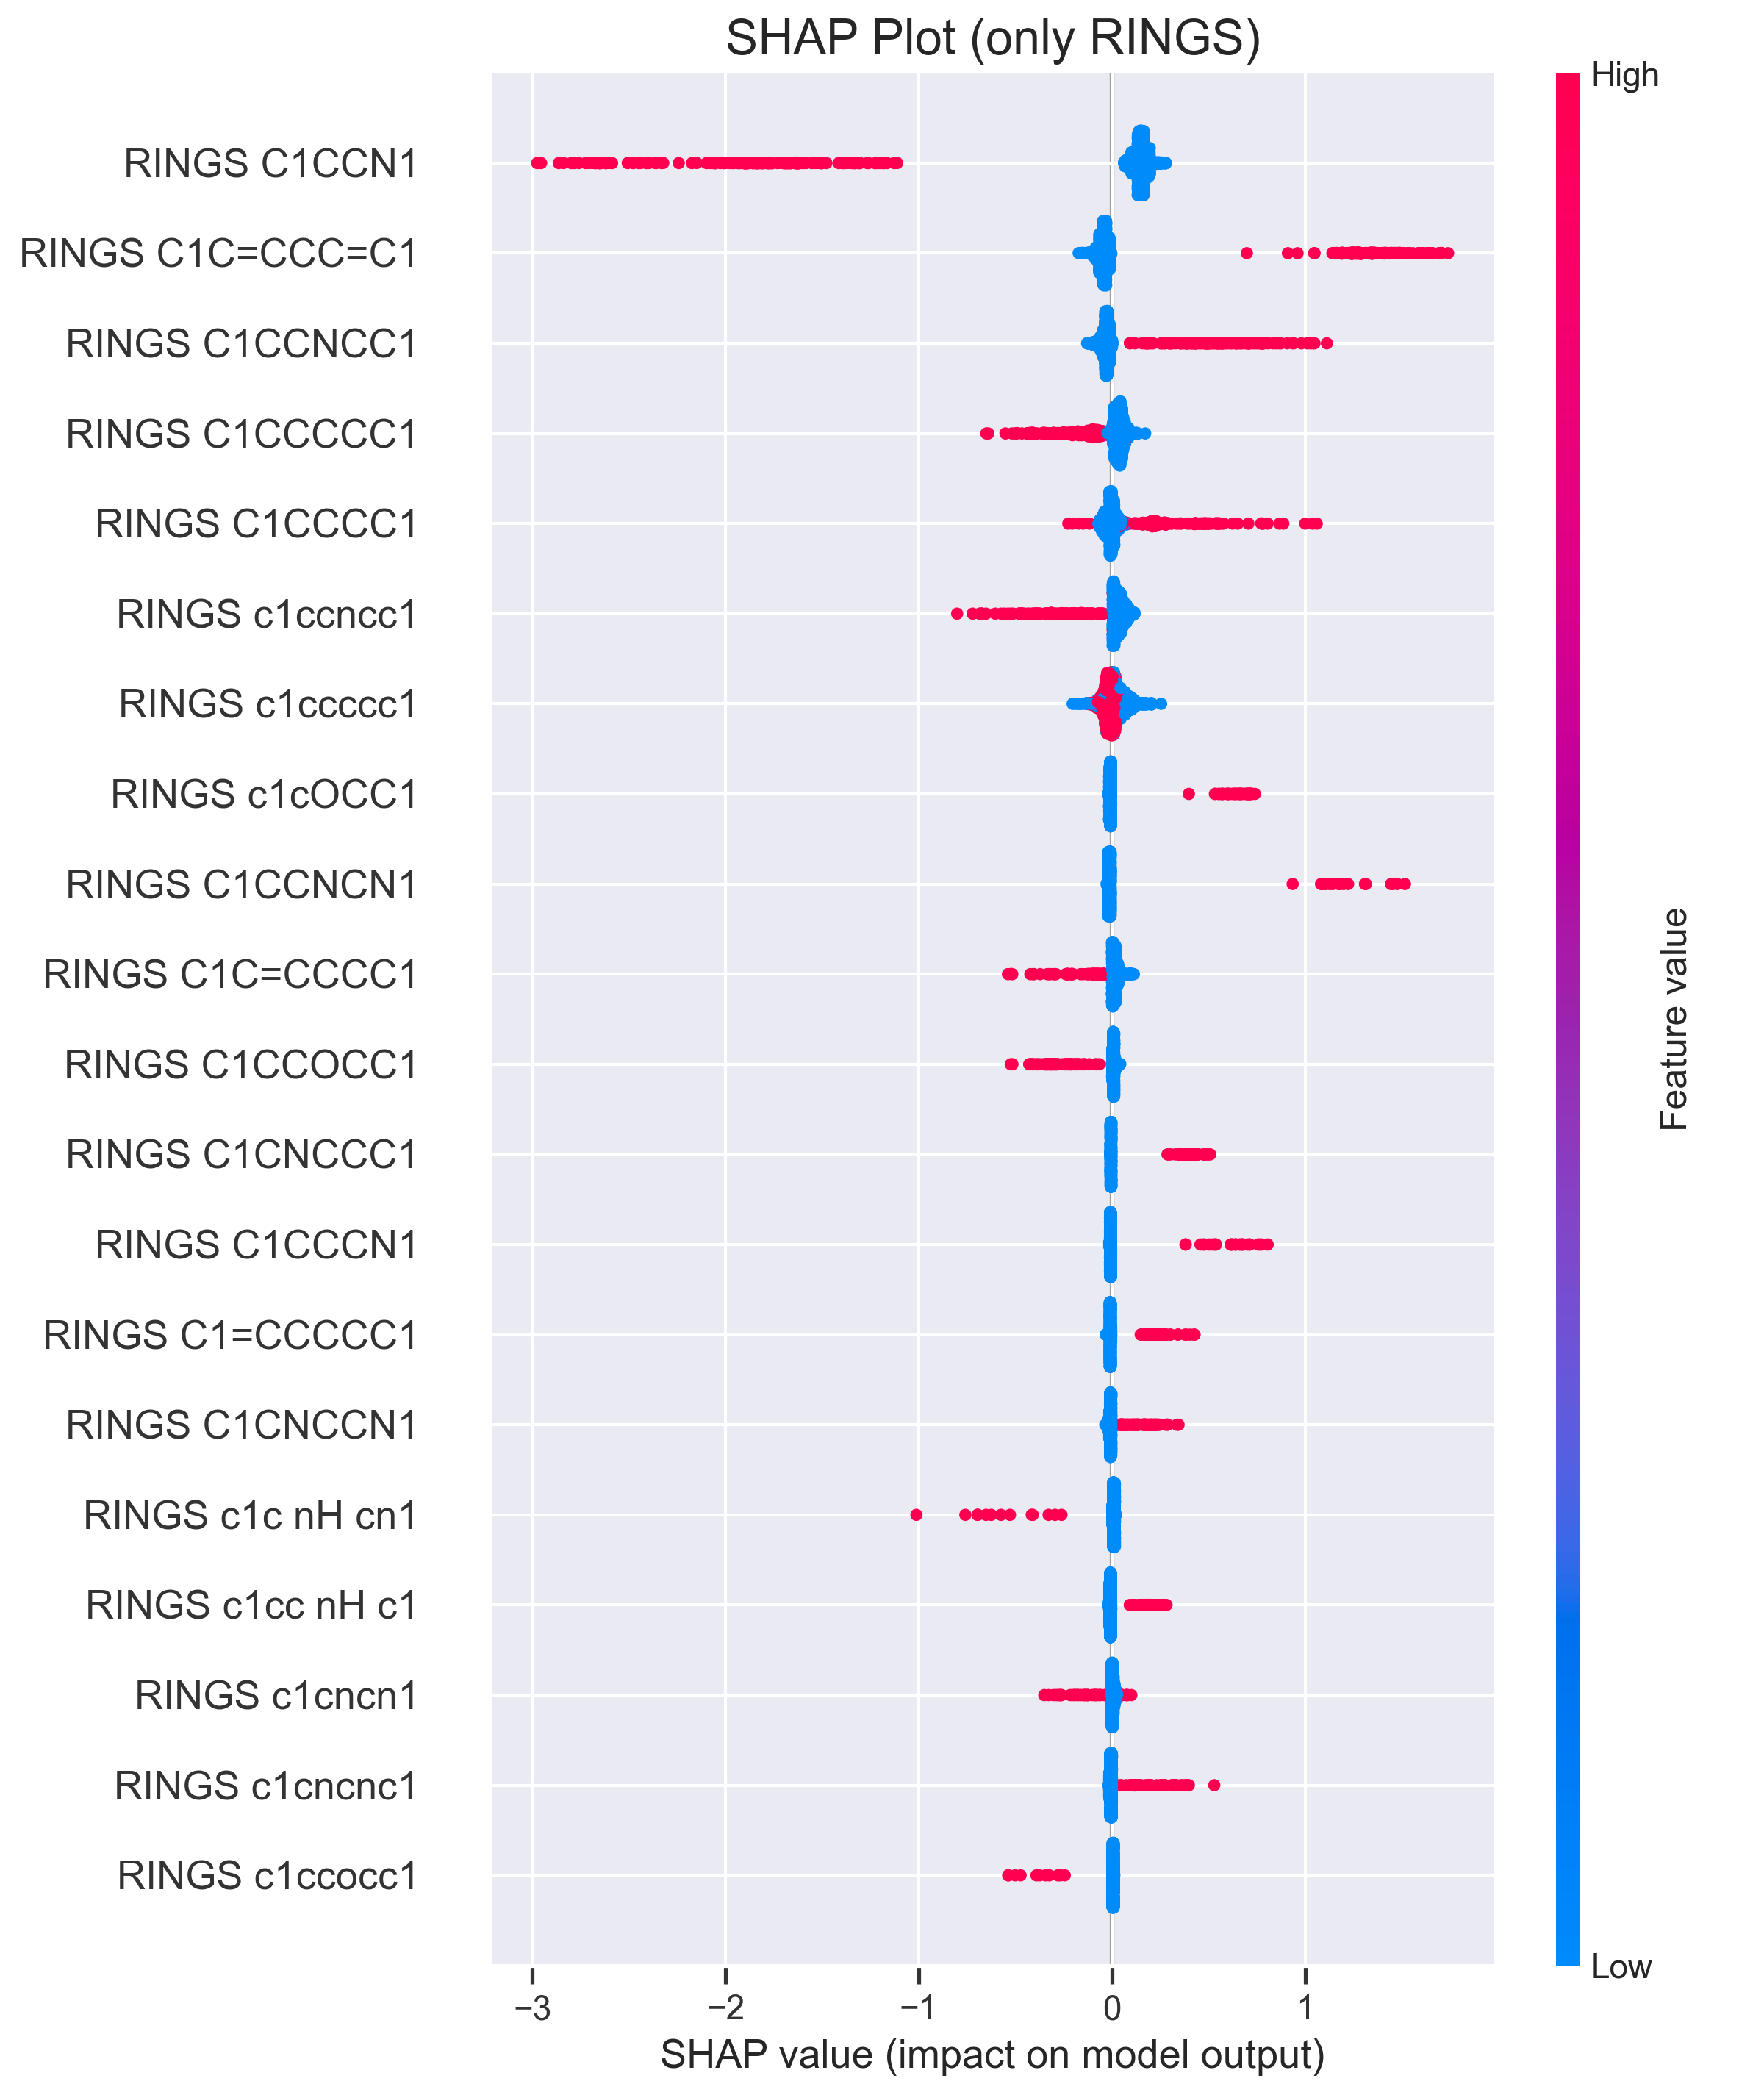 SHAP Plot (only RINGS)
High
RINGS C1CCN1
RINGS C1C=CCC=C1
RINGS C1CCNCC1
RINGS C1CCCCC1
RINGS C1CCCC1
RINGS c1ccncc1
RINGS c1ccccc1
RINGS c1cOCC1
RINGS C1CCNCN1
RINGS C1C=CCCC1
RINGS C1CCOCC1
RINGS C1CNCCC1
RINGS C1CCCN1
RINGS C1=CCCCC1
RINGS C1CNCCN1
RINGS c1c nH cn1
RINGS c1cc nH c1
RINGS c1cncn1
RINGS c1cncnc1
RINGS c1ccocc1
Feature value
Low
−3 −2 −1 0 1
SHAP value (impact on model output)